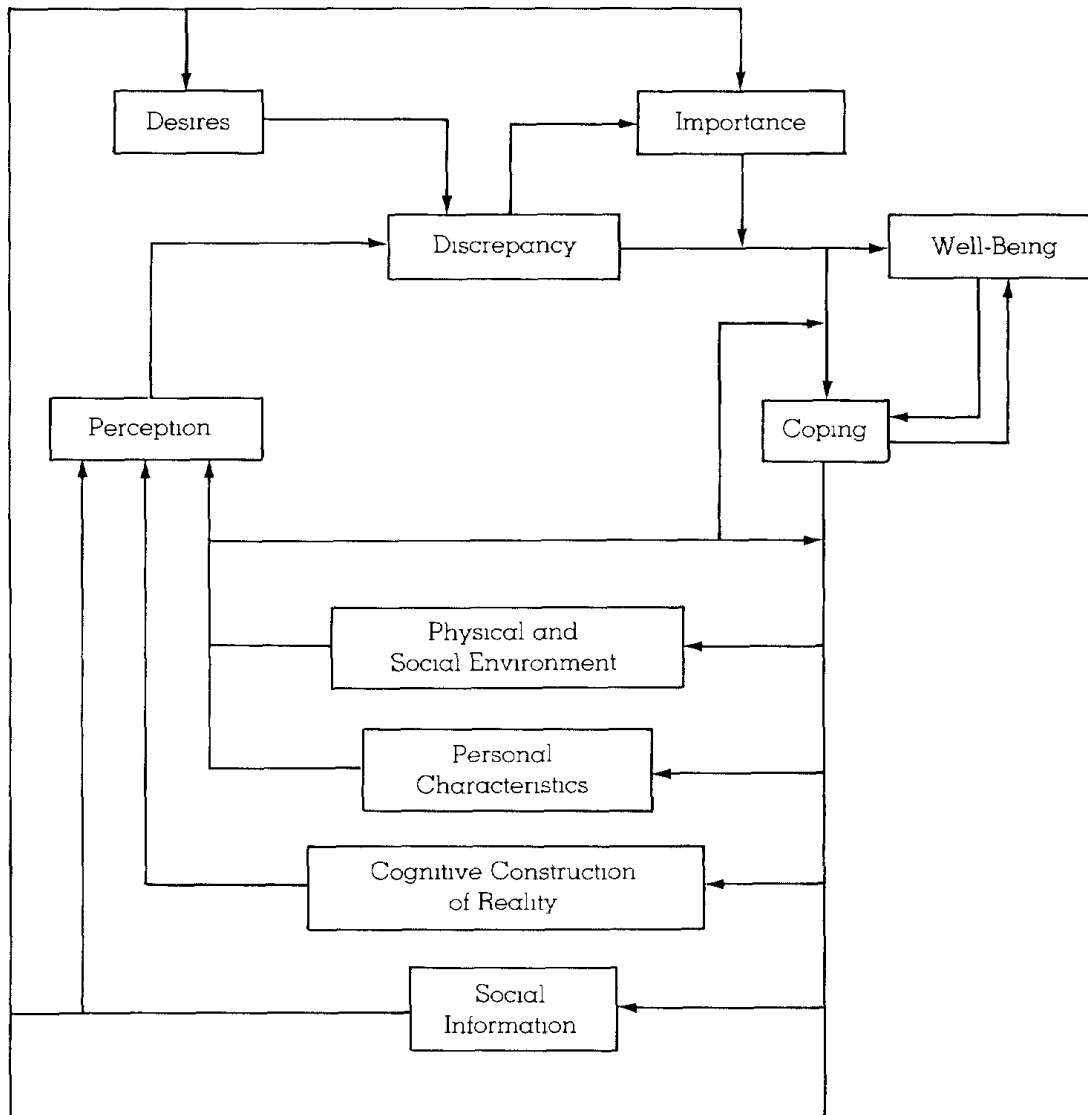 Desires
Importance
Discrepancy
Well-Being
Perception
Coping
Physical and
Social Environment
Personal
Characteristics
Cognitive Construction
of Reality
Social
Information